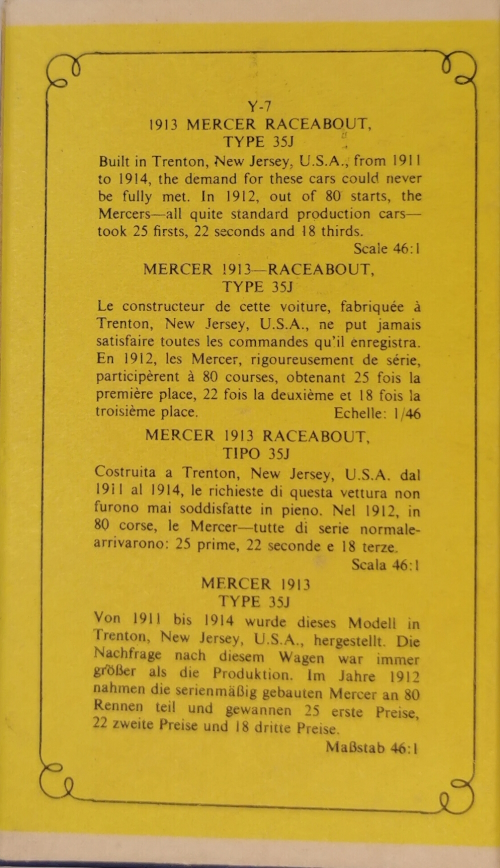 Y-7
1913 MERCER RACEABOUT,
TYPE 35J
Built in Trenton, New Jersey, U.S.A., from 1911
to 1914, the demand for these cars could never
be fully met. In 1912, out of 80 starts, the
Mercers—all quite standard production cars—
took 25 firsts, 22 seconds and 18 thirds.
Scale 46:1
MERCER 1913—RACEABOUT,
TYPE 35J
Le constructeur de cette voiture, fabriquée à
Trenton, New Jersey, U.S.A., ne put jamais
satisfaire toutes les commandes qu'il enregistra.
En 1912, les Mercer, rigoureusement de série,
participèrent à 80 courses, obtenant 25 fois la
première place, 22 fois la deuxième et 18 fois la
troisième place. Echelle: 1/46
MERCER 1913 RACEABOUT,
TIPO 35J
Costruita a Trenton, New Jersey, U.S.A. dal
1911 al 1914, le richieste di questa vettura non
furono mai soddisfatte in pieno. Nel 1912, in
80 corse, le Mercer—tutte di serie normale-
arrivarono: 25 prime, 22 seconde e 18 terze.
Scala 46:1
MERCER 1913
TYPE 35J
Von 1911 bis 1914 wurde dieses Modell in
Trenton, New Jersey, U.S.A., hergestellt. Die
Nachfrage nach diesem Wagen war immer
größer als die Produktion. Im Jahre 1912
nahmen die serienmäßig gebauten Mercer an 80
Rennen teil und gewannen 25 erste Preise,
22 zweite Preise und 18 dritte Preise.
Maßstab 46:1